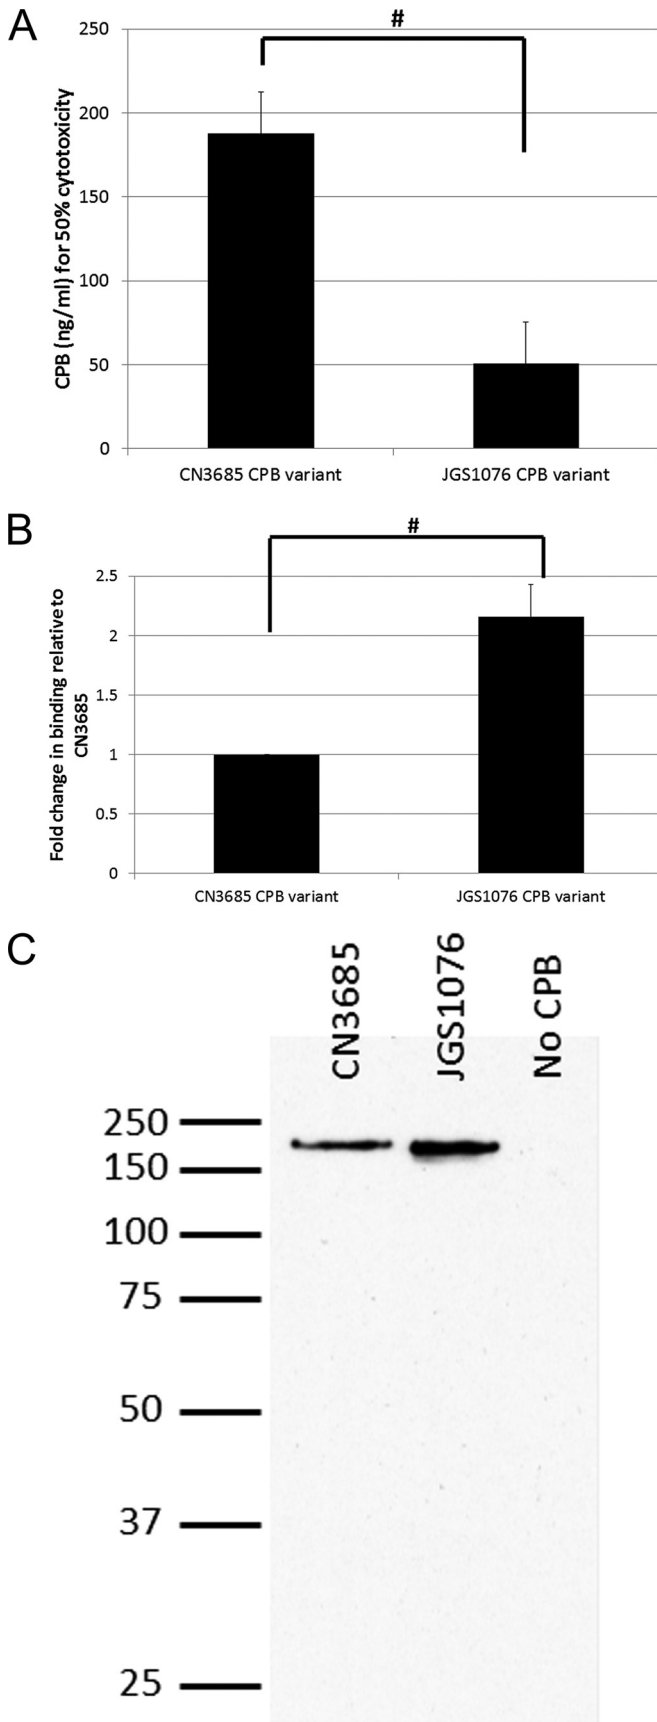 A
#
CPB (ng/ml) for 50% cytotoxicity
250
200
150
100
50
0
CN3685 CPB variant
JGS1076 CPB variant
B
#
Fold change in binding relative to
CN3685
2.5
2
1.5
1
0.5
0
CN3685 CPB variant
JGS1076 CPB variant
C
CN3685
JGS1076
No CPB
250
150
100
75
50
37
25